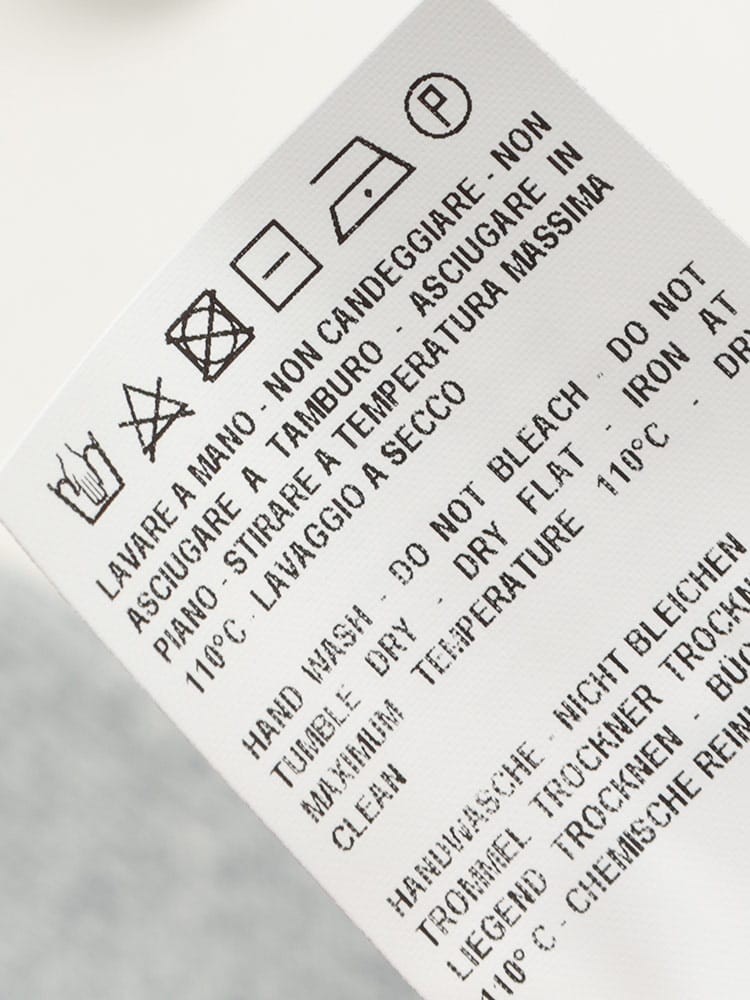 P
LAVARE A MANO - NON CANDEGGIARE - NON
ASCIUGARE A TAMBURO - ASCIUGARE IN
PIANO - STIRARE A TEMPERATURA MASSIMA
110°C - LAVAGGIO A SECCO
HAND WASH - DO NOT BLEACH - DO NOT
TUMBLE DRY - DRY FLAT - IRON AT
MAXIMUM TEMPERATURE 110°C - DRY
CLEAN
HANDWASCHE - NICHT BLEICHEN
TROMMEL TROCKNER TROCKN
LIEGEND TROCKNEN - BÜG
110° C - CHEMISCHE REIN